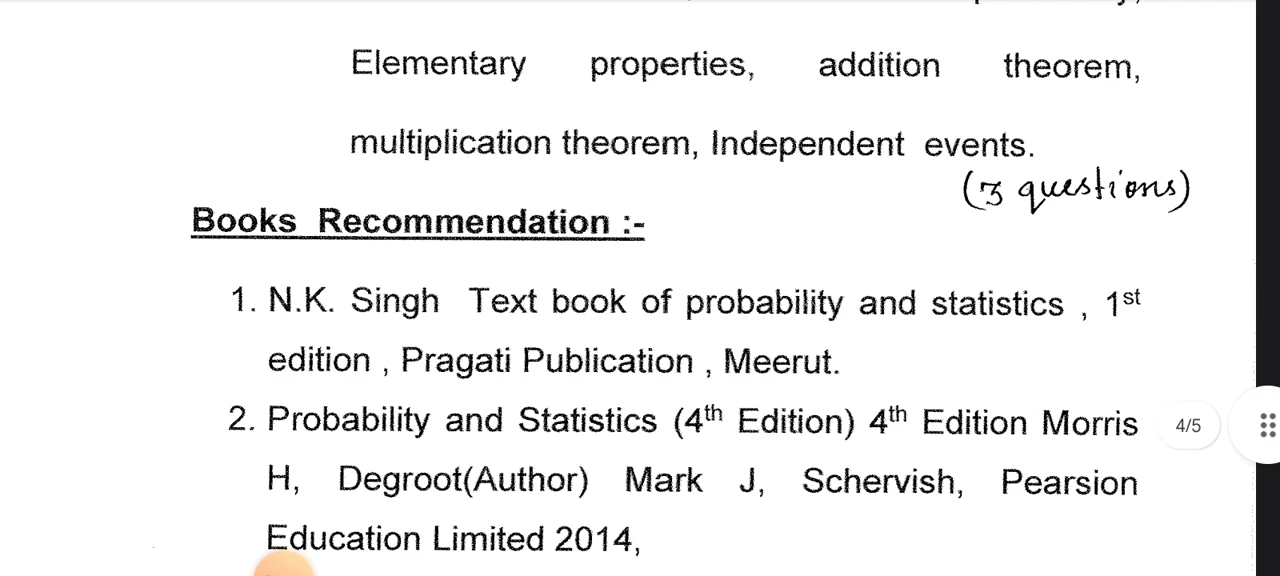 Elementary properties, addition theorem,
multiplication theorem, Independent events.
(3 questions)
Books Recommendation :-
1. N.K. Singh Text book of probability and statistics , 1st
edition , Pragati Publication , Meerut.
2. Probability and Statistics (4th Edition) 4th Edition Morris
4/5
H, Degroot(Author) Mark J, Schervish, Pearsion
Education Limited 2014,